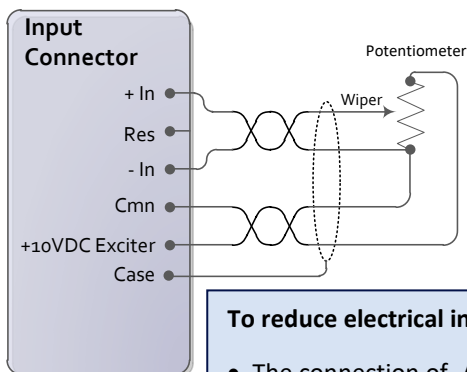 Input
Connector
Potentiometer
+ In
Wiper
Res
- In
Cmn
+10VDC Exciter
Case
To reduce electrical in
• The connection of